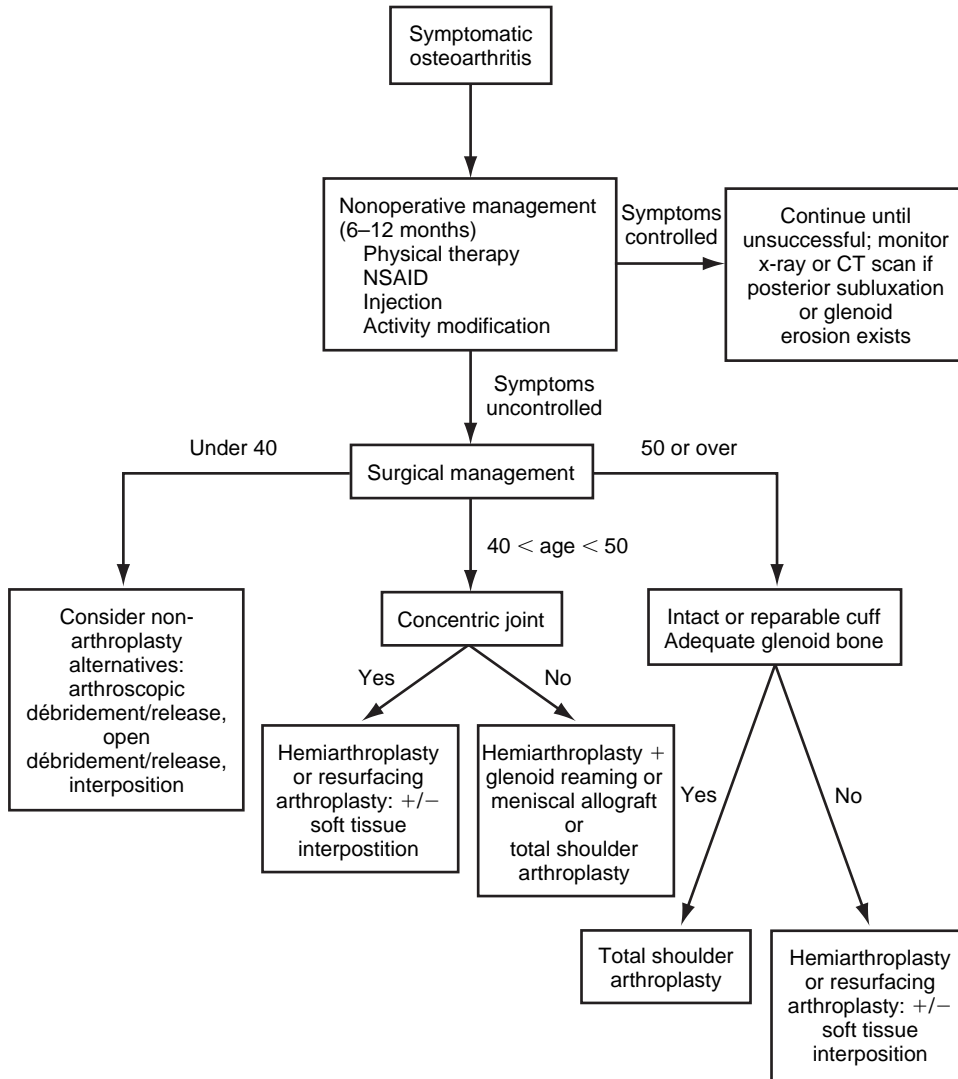 Symptomatic
osteoarthritis
Nonoperative management
(6–12 months)
Physical therapy
NSAID
Injection
Activity modification
Symptoms
controlled
Continue until
unsuccessful; monitor
x-ray or CT scan if
posterior subluxation
or glenoid
erosion exists
Symptoms
uncontrolled
Under 40
Surgical management
50 or over
40 < age < 50
Consider non-
arthroplasty
alternatives:
arthroscopic
débridement/release,
open
débridement/release,
interposition
Concentric joint
Yes
No
Hemiarthroplasty
or resurfacing
arthroplasty: +/−
soft tissue
interpostition
Hemiarthroplasty +
glenoid reaming or
meniscal allograft
or
total shoulder
arthroplasty
Intact or reparable cuff
Adequate glenoid bone
Yes
No
Total shoulder
arthroplasty
Hemiarthroplasty
or resurfacing
arthroplasty: +/−
soft tissue
interposition